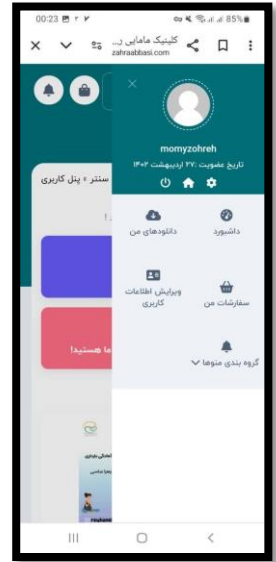 00:23
85%
کلینیک مامایی ز...
zahraabbasi.com
momyzohreh
تاریخ عضویت: ۲۷ اردیبهشت ۱۴۰۲
سنتر » پنل کاربری
داشبورد
دانلودهای من
سفارشات من
ویرایش اطلاعات
کاربری
گروه بندی منوها
ما هستید!